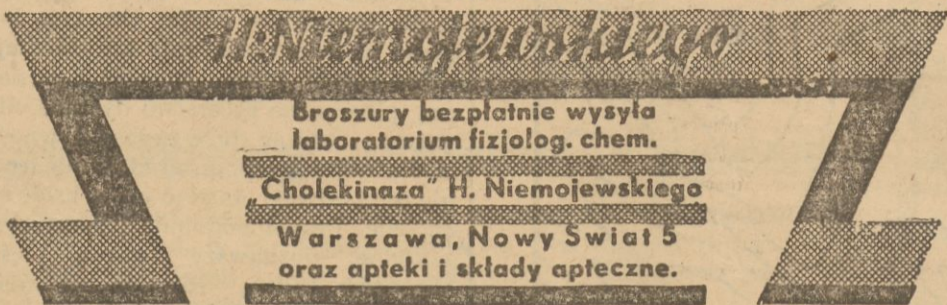 H. Niemojewskiego
Broszury bezpłatnie wysyła
laboratorium fizjolog. chem.
„Cholekinaza" H. Niemojewskiego
Warszawa, Nowy Świat 5
oraz apteki i składy apteczne.